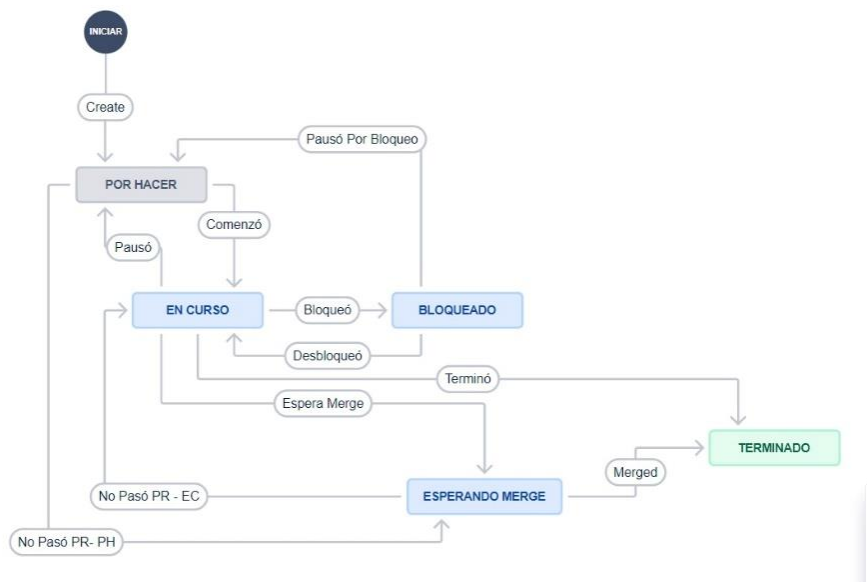 INICIAR
Create
Pausó Por Bloqueo
POR HACER
Comenzó
Pausó
EN CURSO
Bloqueó
BLOQUEADO
Desbloqueó
Terminó
Espera Merge
TERMINADO
Merged
No Pasó PR - EC
ESPERANDO MERGE
No Pasó PR- PH